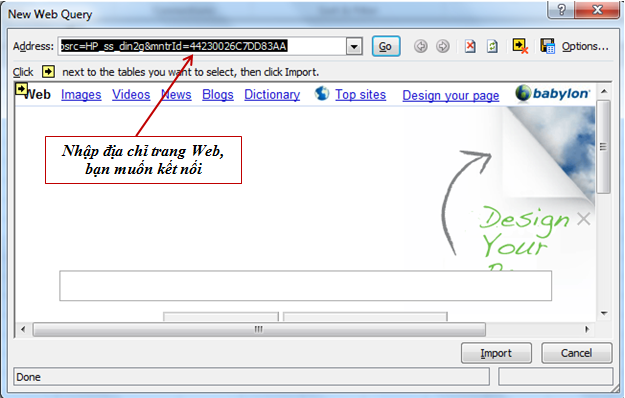 New Web Query
Address: bsrc=HP_ss_din2g&mntrId=44230026C7DD83AA Go Options...
Click next to the tables you want to select, then click Import.
Web Images Videos News Blogs Dictionary Top sites Design your page babylon
Nhập địa chỉ trang Web,
bạn muốn kết nối
Design
Your
Import Cancel
Done